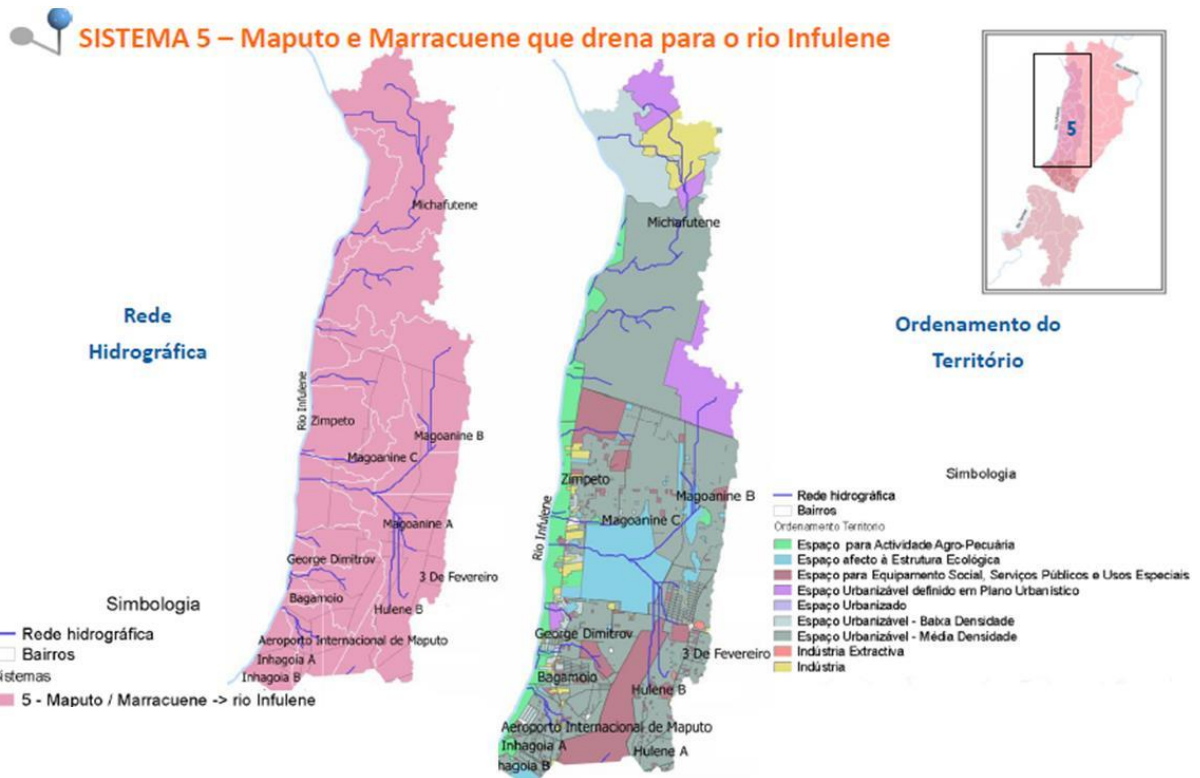 SISTEMA 5 – Maputo e Marracuene que drena para o rio Infulene
5
Rede
Hidrográfica
Michafutene
Rio Infulene
Zimpeto
Magoanine B
Magoanine C
Magoanine A
George Dimitrov
3 De Fevereiro
Bagamoio
Hulene B
Aeroporto Internacional de Maputo
Inhagoia A
Inhagoia B
Simbologia
Rede hidrográfica
Bairros
istemas
5 - Maputo / Marracuene -> rio Infulene
Michafutene
Rio Infulene
Zimpeto
Magoanine B
Magoanine C
George Dimitrov
3 De Fevereiro
Bagamoio
Hulene B
Aeroporto Internacional de Maputo
Inhagoia A
Hulene A
hagoia B
Ordenamento do
Território
Simbologia
Rede hidrográfica
Bairros
Ordenamento Territorio
Espaço para Actividade Agro-Pecuária
Espaço afecto à Estrutura Ecológica
Espaço para Equipamento Social, Serviços Públicos e Usos Especiais
Espaço Urbanizável definido em Plano Urbanístico
Espaço Urbanizado
Espaço Urbanizável - Baixa Densidade
Espaço Urbanizável - Média Densidade
Indústria Extractiva
Indústria